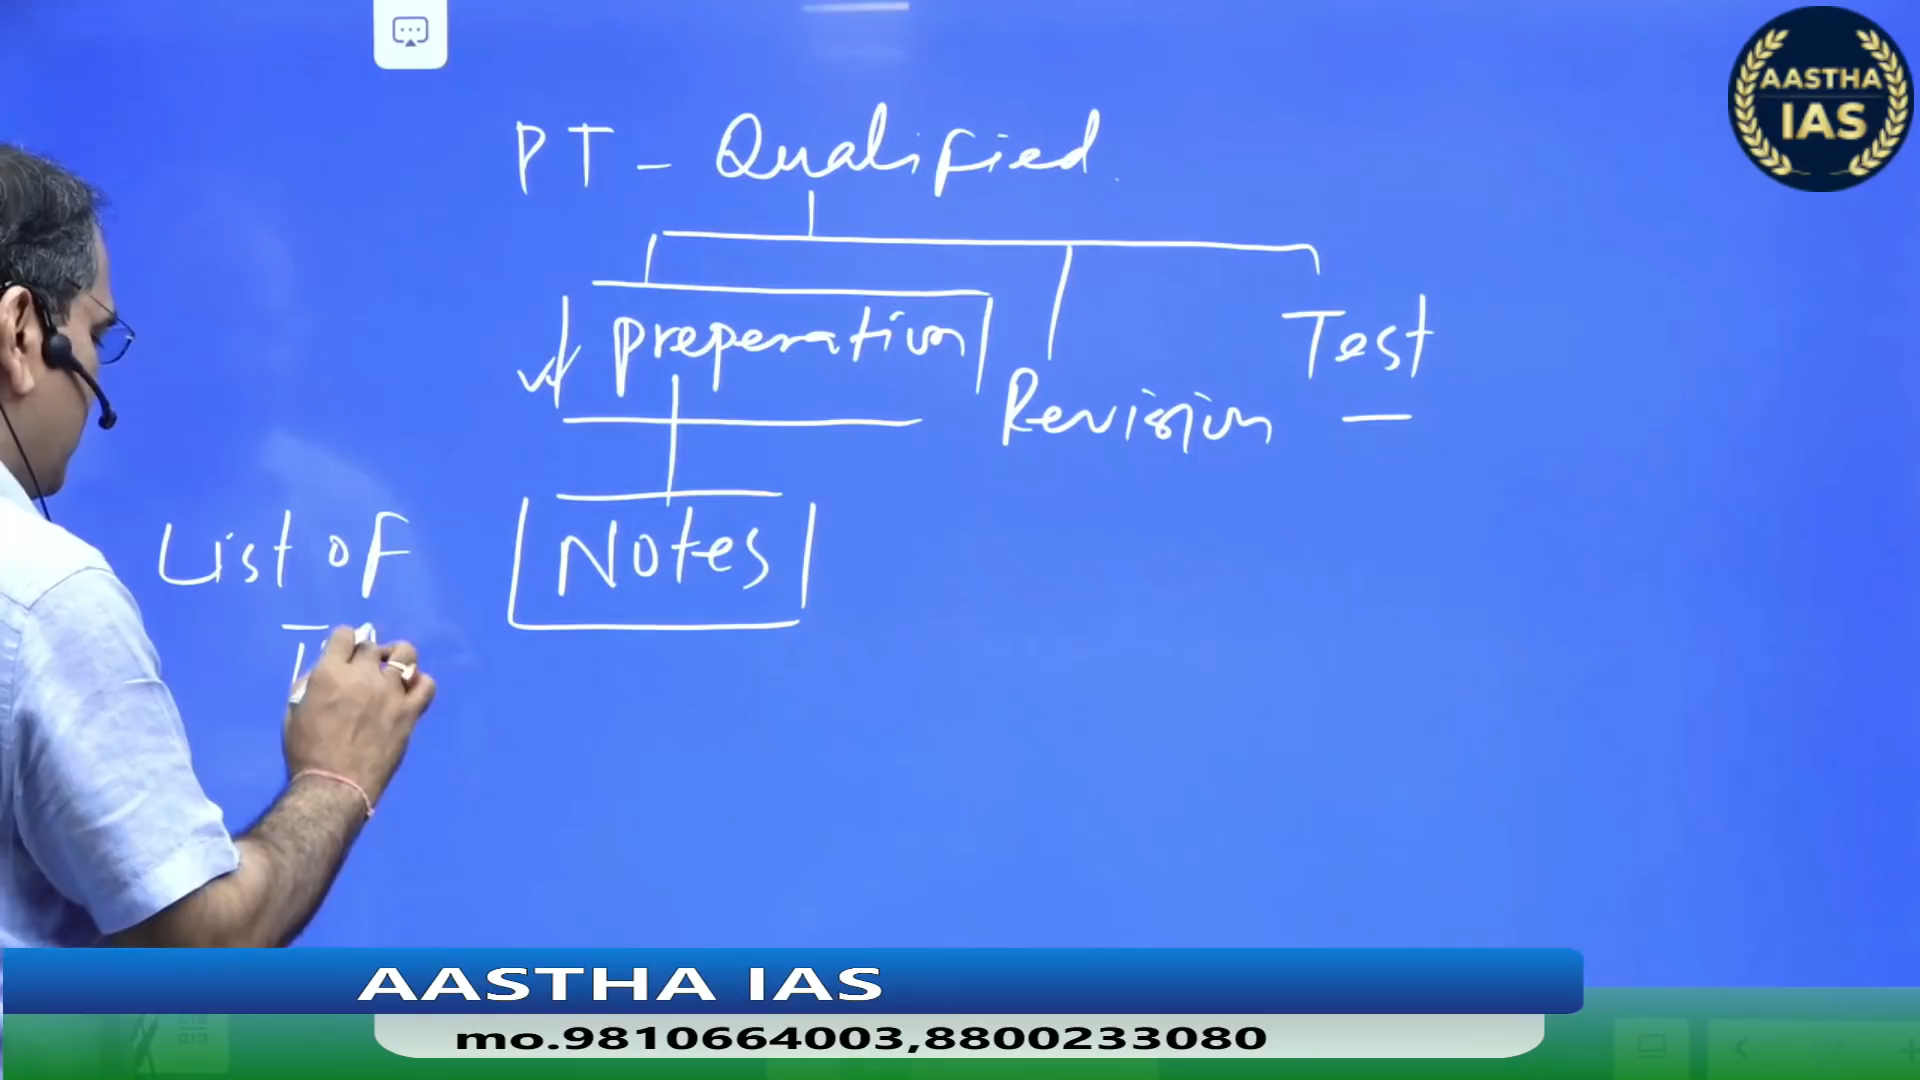 AASTHA
IAS
PT - Qualified
preperation
Revision
Test
List of
Notes
AASTHA IAS
mo.9810664003,8800233080